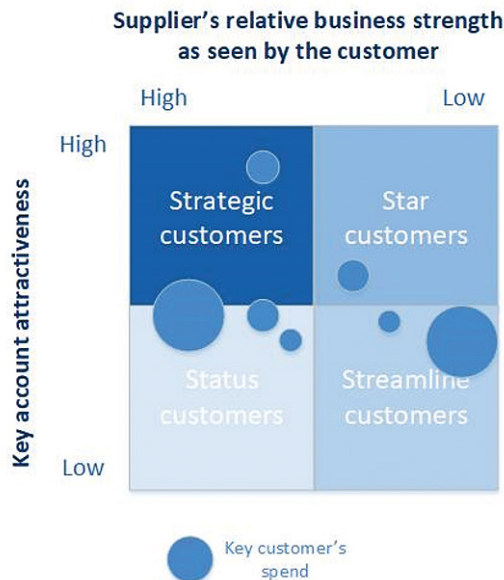 Supplier’s relative business strength
as seen by the customer
High
Low
High
Key account attractiveness
Strategic
customers
Star
customers
Status
customers
Streamline
customers
Low
Key customer’s
spend